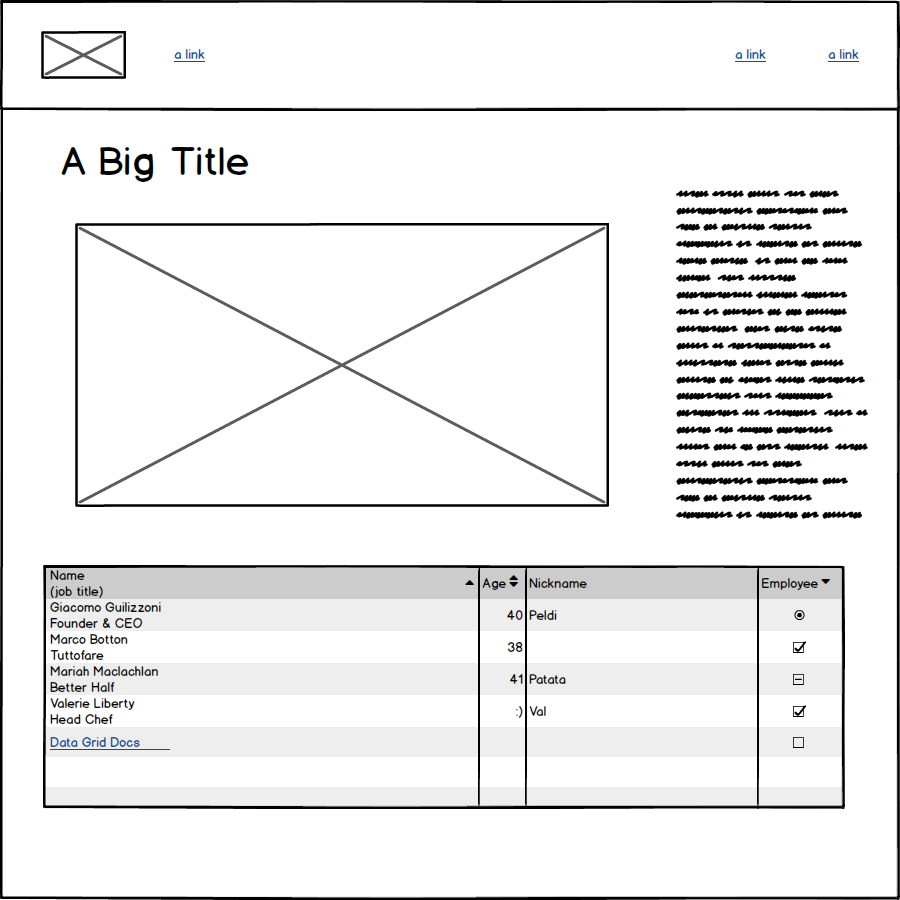 a link
a link
a link
A Big Title
Name
(job title)
Age
Nickname
Employee
Giacomo Guilizzoni
Founder & CEO
40
Peldi
Marco Botton
Tuttofare
38
Mariah Maclachlan
Better Half
41
Patata
Valerie Liberty
Head Chef
:)
Val
Data Grid Docs